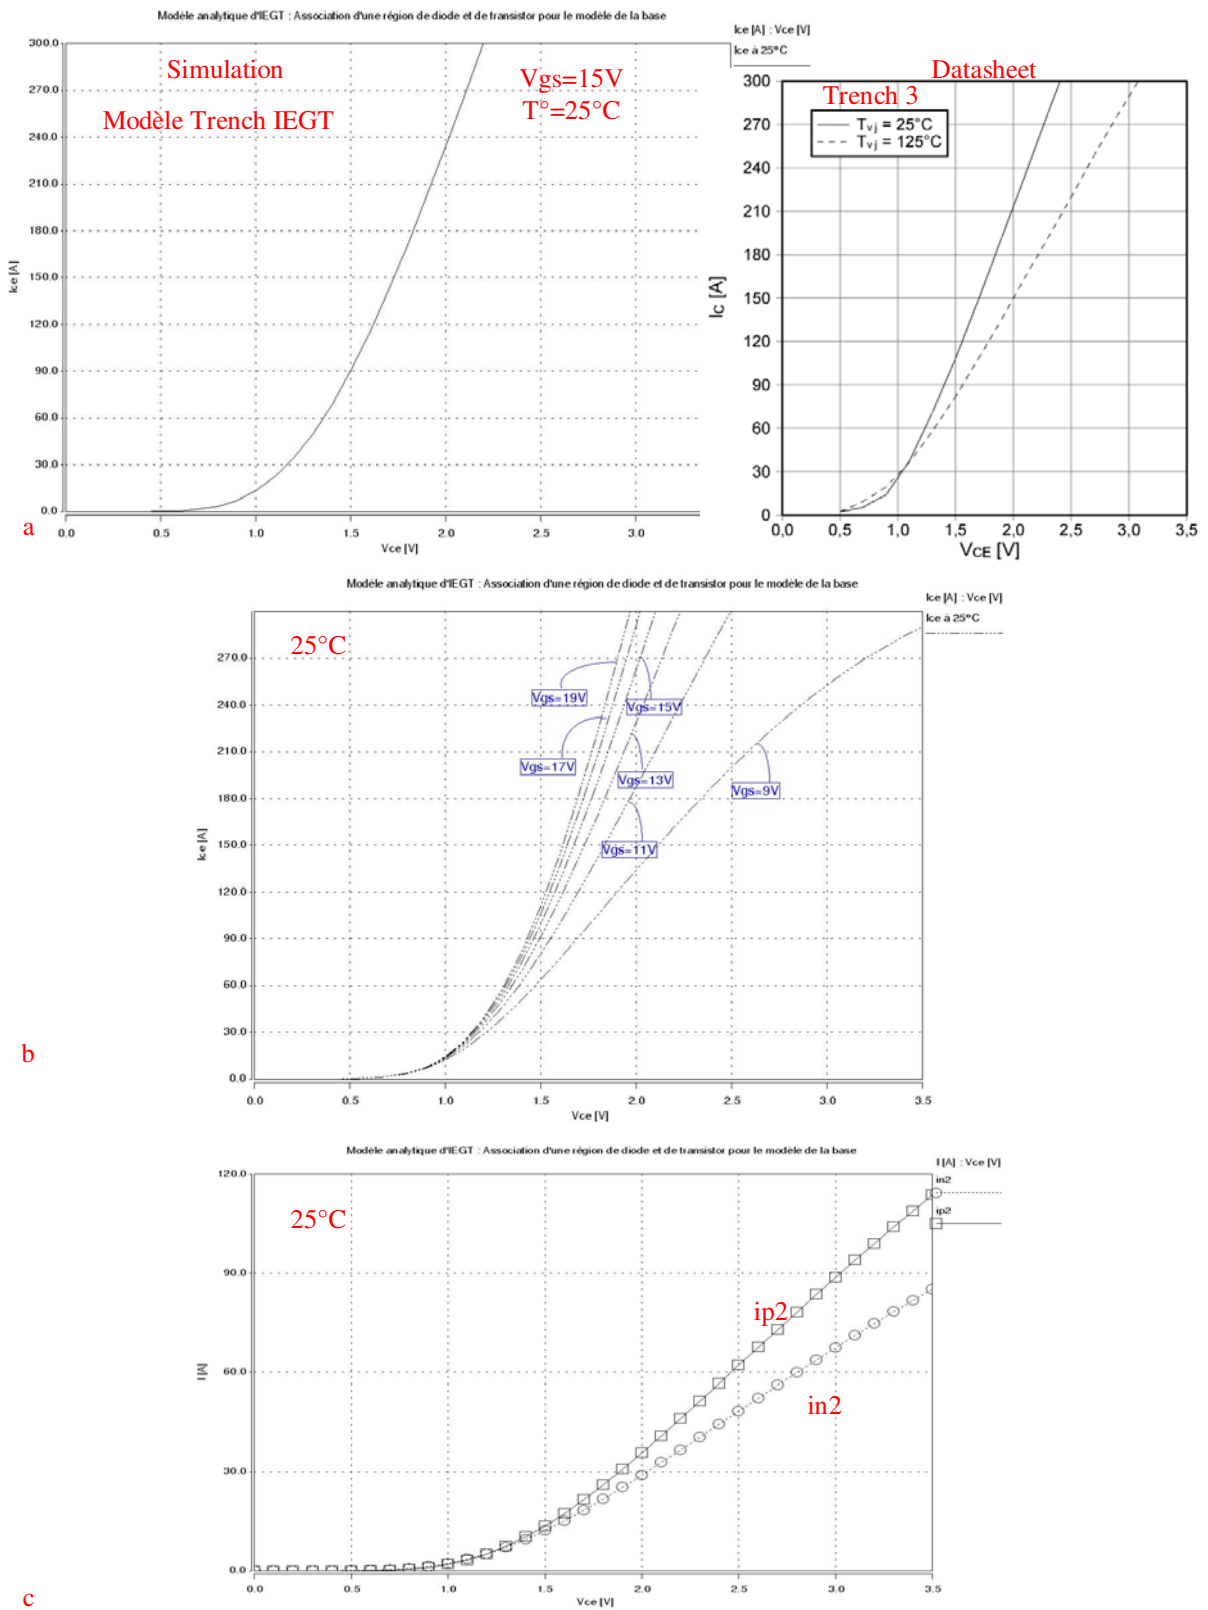 Modèle analytique d'IEGT : Association d'une région de diode et de transistor pour le modèle de la base
Ice [A] : Vce [V]
Ice à 25°C
Simulation
Modèle Trench IEGT
Vgs=15V
T°=25°C
300.0
270.0
240.0
210.0
180.0
150.0
120.0
90.0
60.0
30.0
0.0
Ice [A]
0.0 0.5 1.0 1.5 2.0 2.5 3.0
Vce [V]
Datasheet
Trench 3
Tvj = 25°C
Tvj = 125°C
300
270
240
210
180
150
120
90
60
30
0
IC [A]
0,0 0,5 1,0 1,5 2,0 2,5 3,0 3,5
VCE [V]
a
Modèle analytique d'IEGT : Association d'une région de diode et de transistor pour le modèle de la base
Ice [A] : Vce [V]
Ice à 25°C
25°C
270.0
240.0
210.0
180.0
150.0
120.0
90.0
60.0
30.0
0.0
Ice [A]
Vgs=19V
Vgs=15V
Vgs=17V
Vgs=13V
Vgs=9V
Vgs=11V
0.0 0.5 1.0 1.5 2.0 2.5 3.0 3.5
Vce [V]
b
Modèle analytique d'IEGT : Association d'une région de diode et de transistor pour le modèle de la base
I [A] : Vce [V]
in2
ip2
25°C
120.0
90.0
60.0
30.0
0.0
I [A]
ip2
in2
0.0 0.5 1.0 1.5 2.0 2.5 3.0 3.5
Vce [V]
c